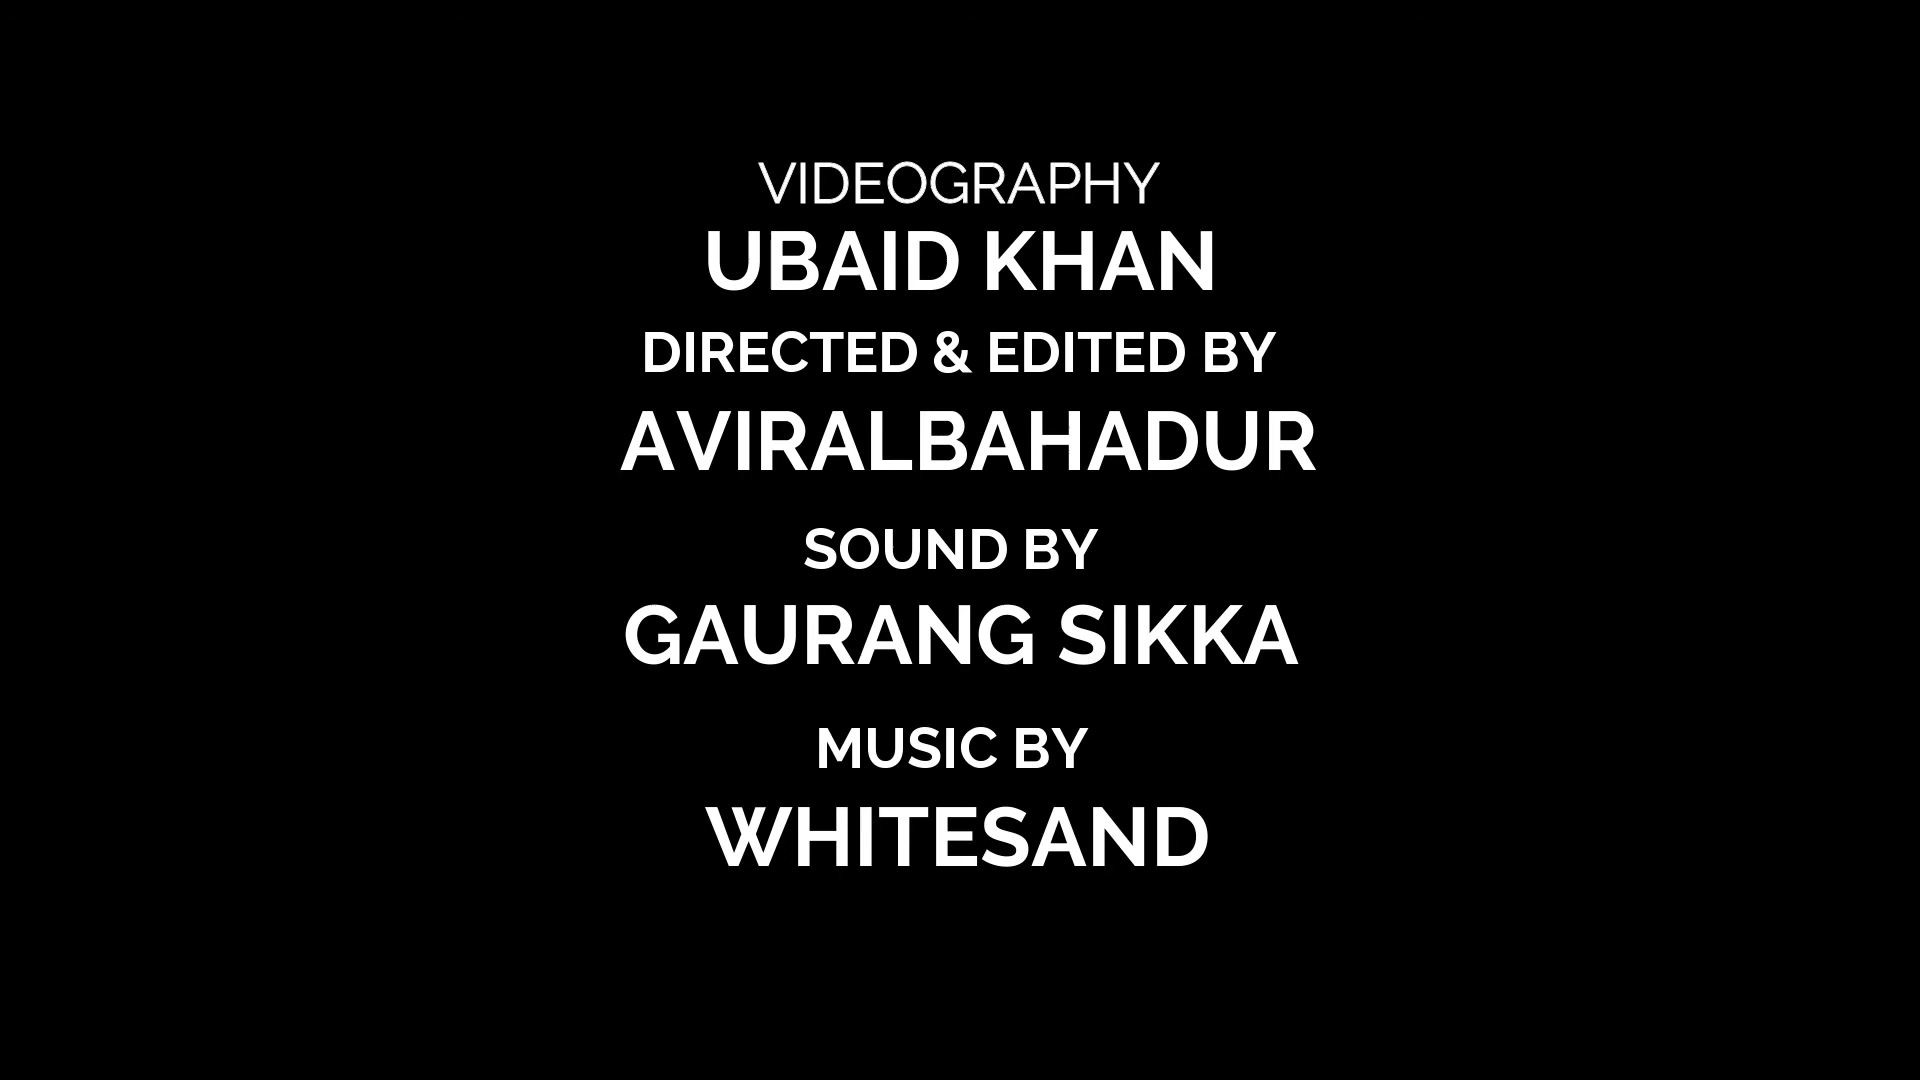 VIDEOGRAPHY
UBAID KHAN
DIRECTED & EDITED BY
AVIRALBAHADUR
SOUND BY
GAURANG SIKKA
MUSIC BY
WHITESAND